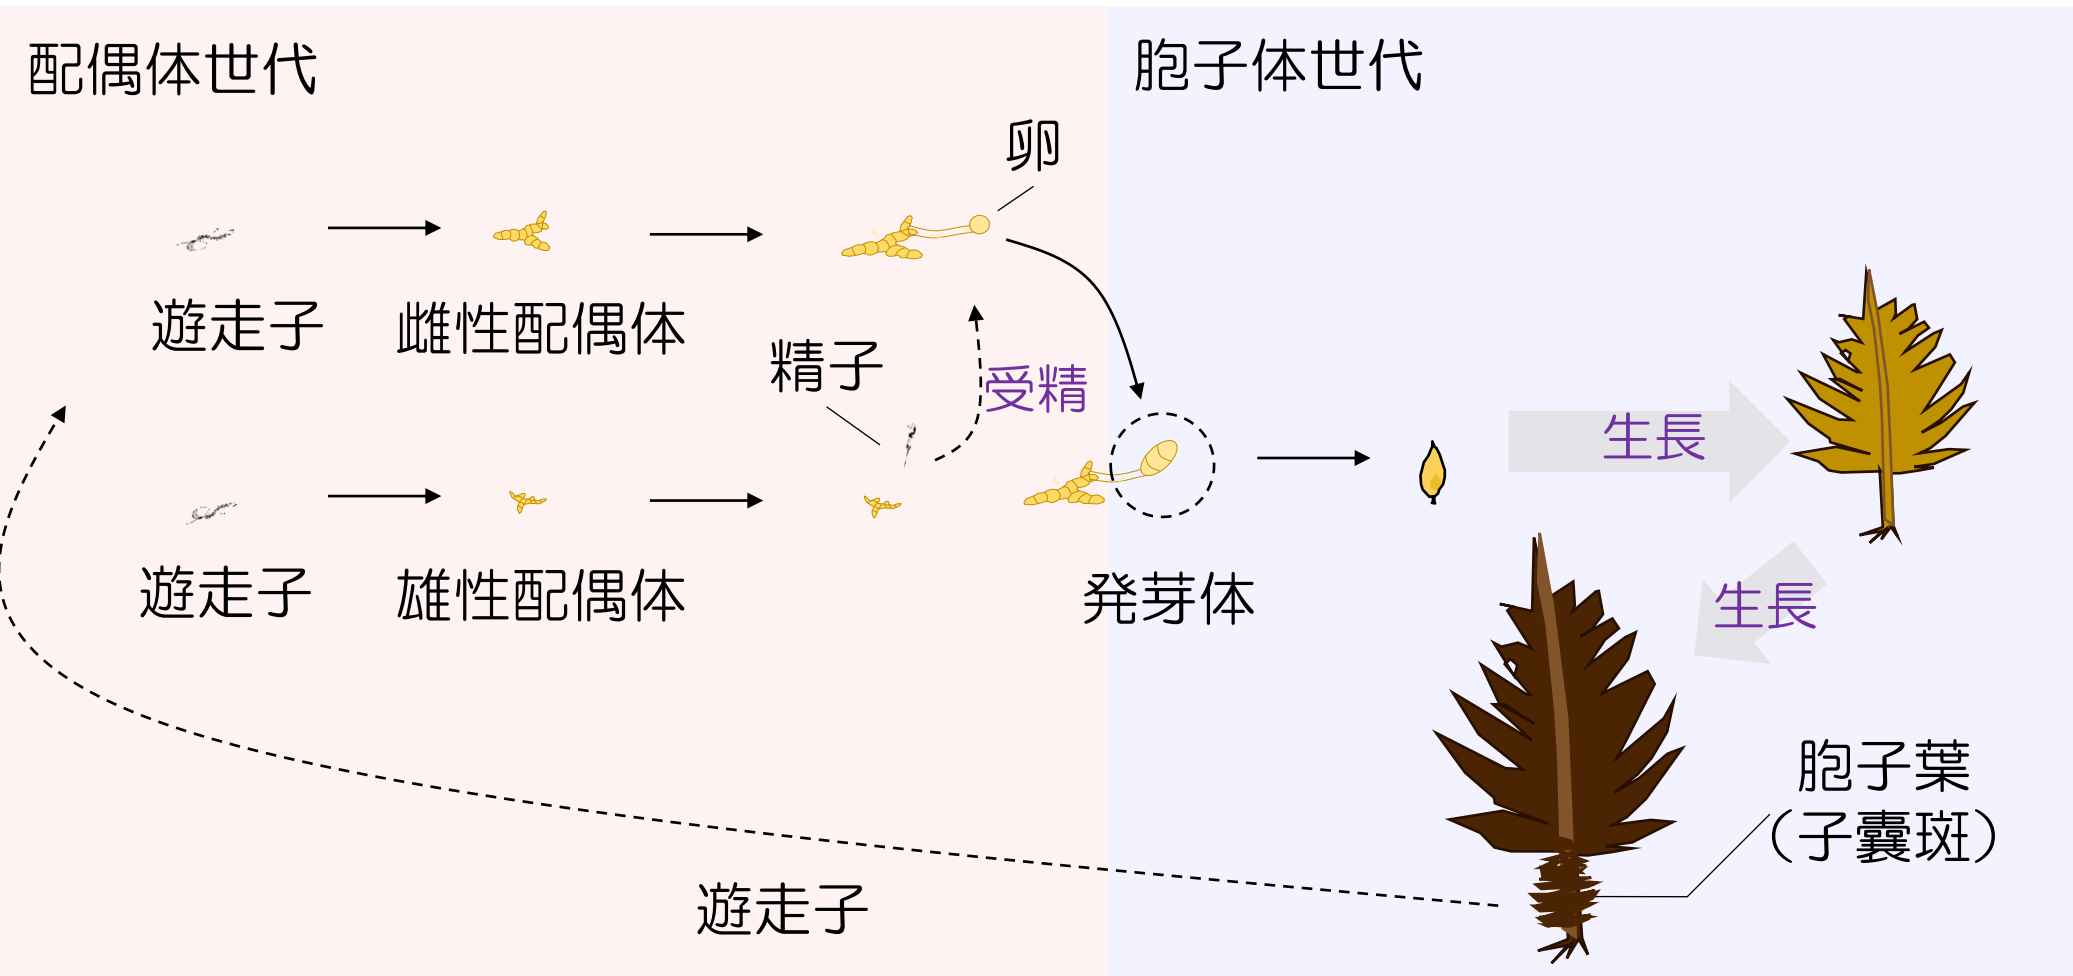 配偶体世代
胞子体世代
卵
遊走子
雌性配偶体
精子
受精
生長
遊走子
雄性配偶体
発芽体
生長
胞子葉
（子嚢斑）
遊走子